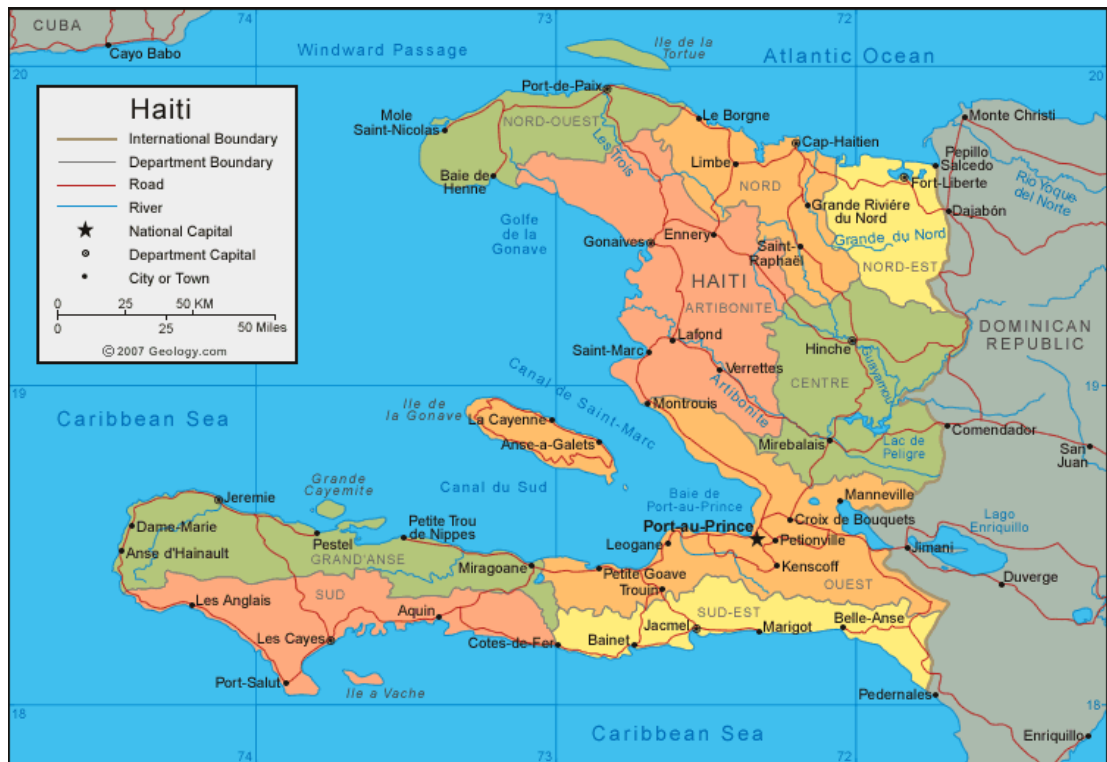 74
73
72
CUBA
Cayo Babo
Windward Passage
Ile de la
Tortue
Atlantic Ocean
20
20
Haiti
International Boundary
Department Boundary
Road
River
National Capital
Department Capital
City or Town
0 25 50 KM
0 25 50 Miles
© 2007 Geology.com
Port-de-Paix
Mole
Saint-Nicolas
NORD-OUEST
Les Trois
Le Borgne
Cap-Haitien
Monte Christi
Limbe
Pepillo
Salcedo
Fort-Liberte
Rio Yoque
del Norte
Baie de
Henne
NORD
Grande Riviére
du Nord
Dajabón
Golfe
de la
Gonave
Gonaives
Ennery
Saint-
Raphaël
Grande du Nord
NORD-EST
HAITI
ARTIBONITE
DOMINICAN
REPUBLIC
Lafond
Saint-Marc
Hinche
Guayamou
Verrettes
CENTRE
19
19
Artibonite
Canal de Saint-Marc
Caribbean Sea
Ile de
la Gonave
La Cayenne
Montrouis
Anse-a-Galets
Mirebalais
Lac de
Peligre
Comendador
San
Juan
Grande
Cayemite
Canal du Sud
Baie de
Port-au-Prince
Manneville
Jeremie
Lago
Enriquillo
Dame-Marie
Petite Trou
de Nippes
Port-au-Prince
Croix de Bouquets
Anse d'Hainault
Pestel
GRAND'ANSE
Leogane
Petionville
Jimani
Miragoane
Petite Goave
Kenscoff
Duverge
Trouin
OUEST
Les Anglais
SUD
Aquin
SUD-EST
Les Cayes
Cotes-de-Fer
Bainet
Jacmel
Marigot
Belle-Anse
Port-Salut
Ile a Vache
Pedernales
18
18
Caribbean Sea
Enriquillo
74
73
72